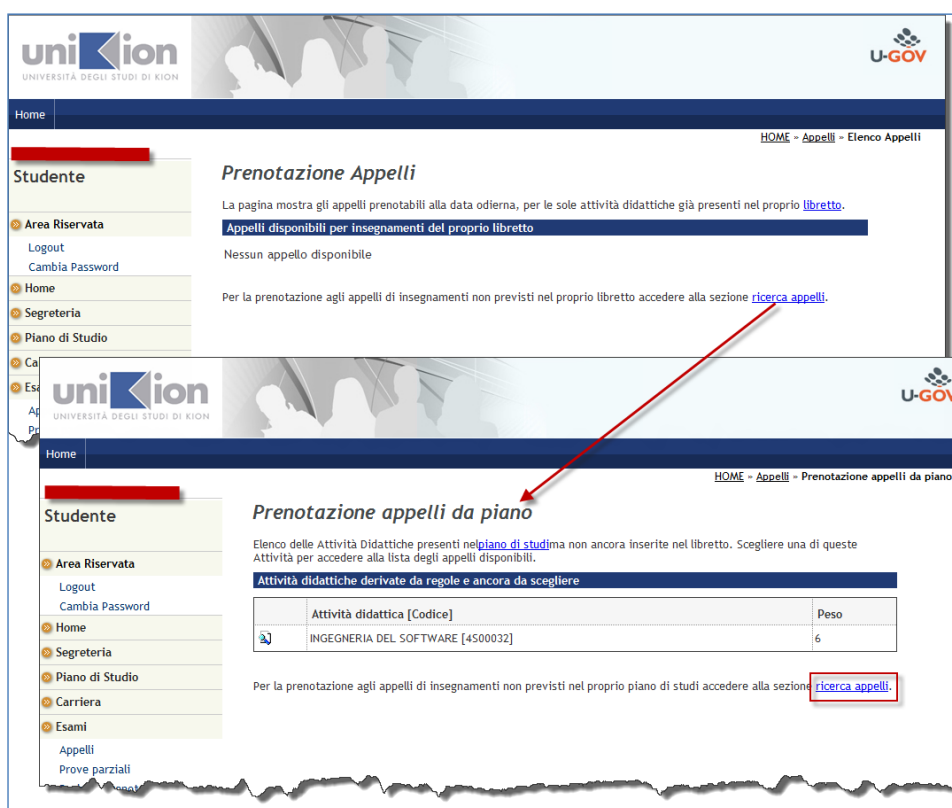 uniKion
UNIVERSITÀ DEGLI STUDI DI KION
U-GOV
Home
HOME » Appelli » Elenco Appelli
Studente
Area Riservata
Logout
Cambia Password
Home
Segreteria
Piano di Studio
Prenotazione Appelli
La pagina mostra gli appelli prenotabili alla data odierna, per le sole attività didattiche già presenti nel proprio libretto.
Appelli disponibili per insegnamenti del proprio libretto
Nessun appello disponibile
Per la prenotazione agli appelli di insegnamenti non previsti nel proprio libretto accedere alla sezione ricerca appelli.
Ca
Esa
Ap
Pr
uniKion
UNIVERSITÀ DEGLI STUDI DI KION
U-GOV
Home
HOME » Appelli » Prenotazione appelli da piano
Studente
Area Riservata
Logout
Cambia Password
Home
Segreteria
Piano di Studio
Carriera
Esami
Appelli
Prove parziali
Prenotazione appelli da piano
Elenco delle Attività Didattiche presenti nelpiano di studima non ancora inserite nel libretto. Scegliere una di queste
Attività per accedere alla lista degli appelli disponibili.
Attività didattiche derivate da regole e ancora da scegliere
Attività didattica [Codice] Peso
INGEGNERIA DEL SOFTWARE [4S00032] 6
Per la prenotazione agli appelli di insegnamenti non previsti nel proprio piano di studi accedere alla sezione ricerca appelli.